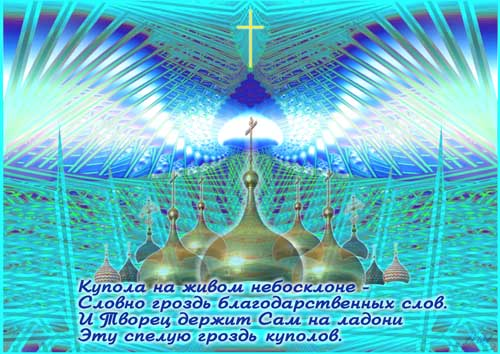 Купола на живом небосклоне -
Словно гроздь благодарственных слов.
И Творец держит Сам на ладони
Эту спелую гроздь куполов.